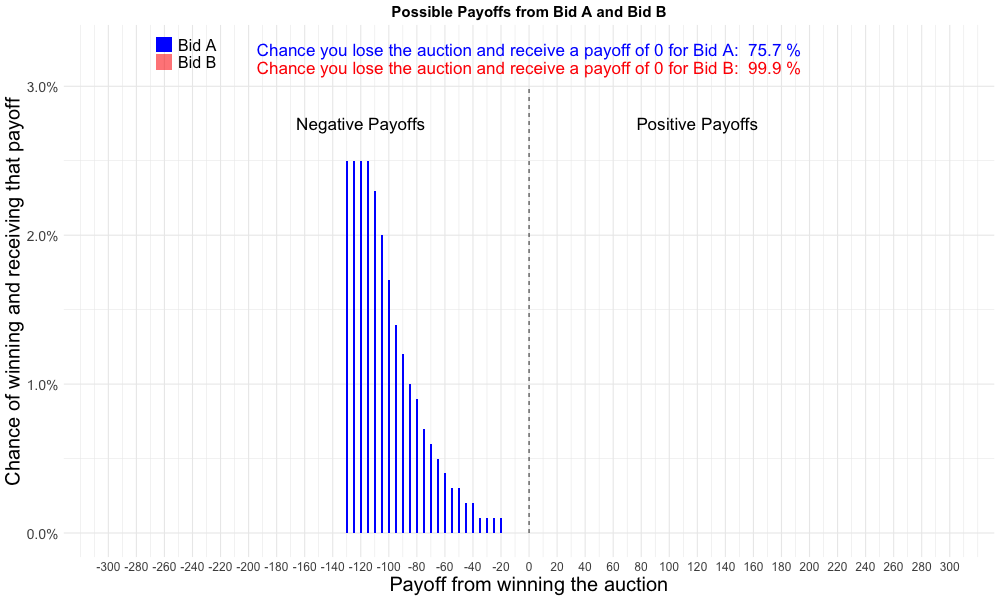 Possible Payoffs from Bid A and Bid B
Bid A
Bid B
Chance you lose the auction and receive a payoff of 0 for Bid A: 75.7 %
Chance you lose the auction and receive a payoff of 0 for Bid B: 99.9 %
Negative Payoffs
Positive Payoffs
Chance of winning and receiving that payoff
3.0%
2.0%
1.0%
0.0%
-300 -280 -260 -240 -220 -200 -180 -160 -140 -120 -100 -80 -60 -40 -20 0 20 40 60 80 100 120 140 160 180 200 220 240 260 280 300
Payoff from winning the auction